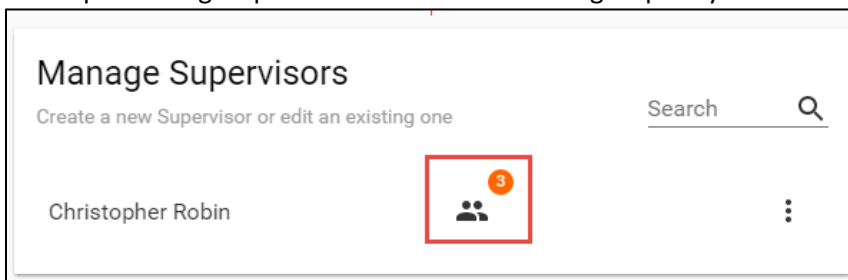 Manage Supervisors
Create a new Supervisor or edit an existing one
Search
3
Christopher Robin